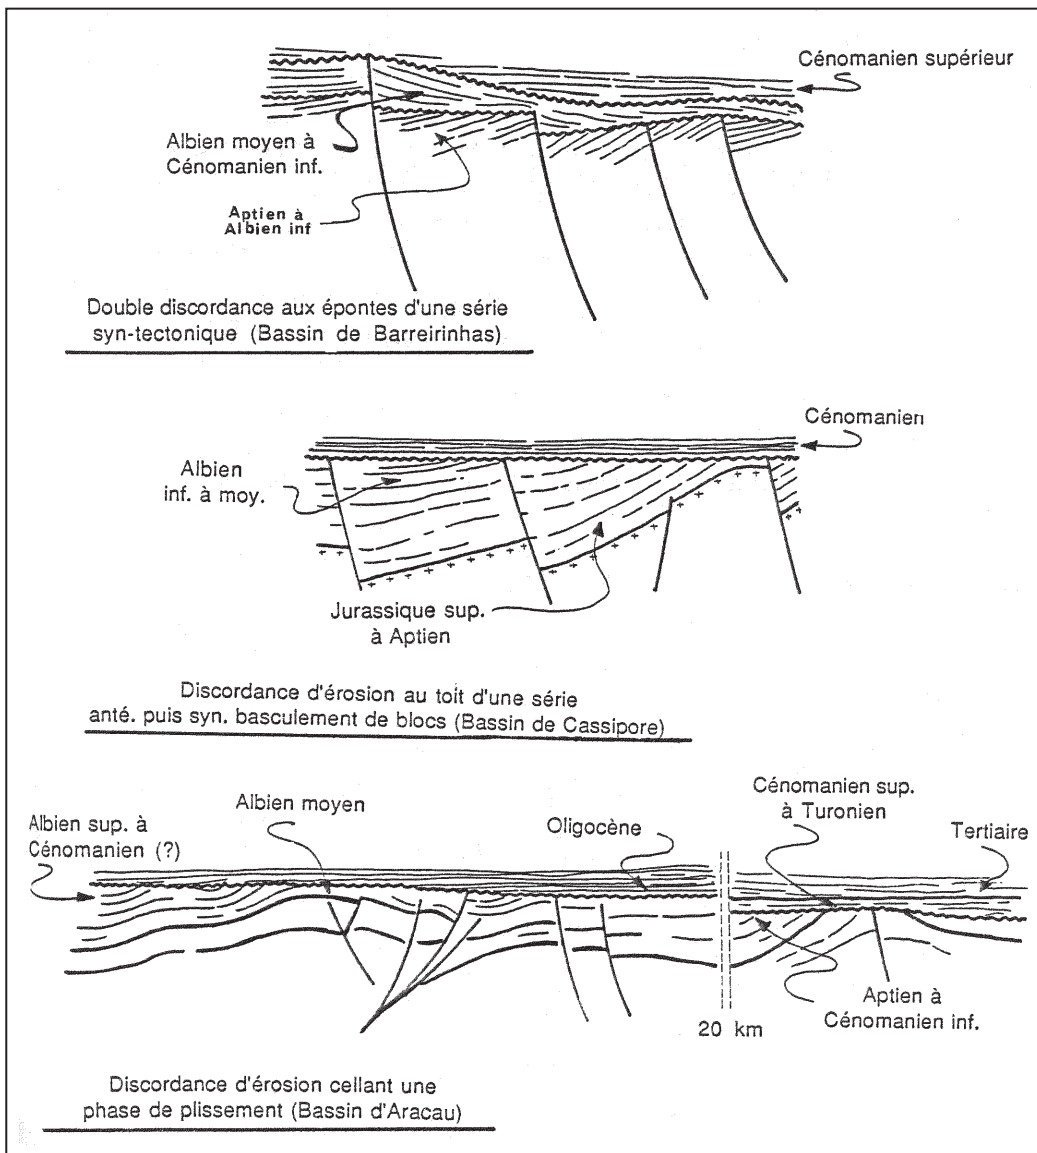 Cénomanien supérieur
Albien moyen à
Cénomanien inf.
Aptien à
Albien inf
Double discordance aux épontes d'une série
syn-tectonique (Bassin de Barreirinhas)
Cénomanien
Albien
inf. à moy.
Jurassique sup.
à Aptien
Discordance d'érosion au toit d'une série
anté. puis syn. basculement de blocs (Bassin de Cassipore)
Cénomanien sup.
à Turonien
Albien moyen
Albien sup. à
Cénomanien (?)
Oligocène
Tertiaire
Aptien à
Cénomanien inf.
20 km
Discordance d'érosion cellant une
phase de plissement (Bassin d'Aracau)